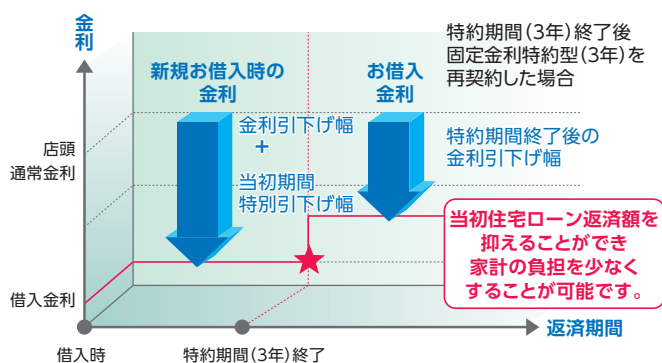 金利
特約期間(3年)終了後
固定金利特約型(3年)を
再契約した場合
新規お借入時の
金利
お借入
金利
金利引下げ幅
+
当初期間
特別引下げ幅
特約期間終了後の
金利引下げ幅
店頭
通常金利
当初住宅ローン返済額を
抑えることができ
家計の負担を少なく
することが可能です。
借入金利
返済期間
借入時
特約期間(3年)終了